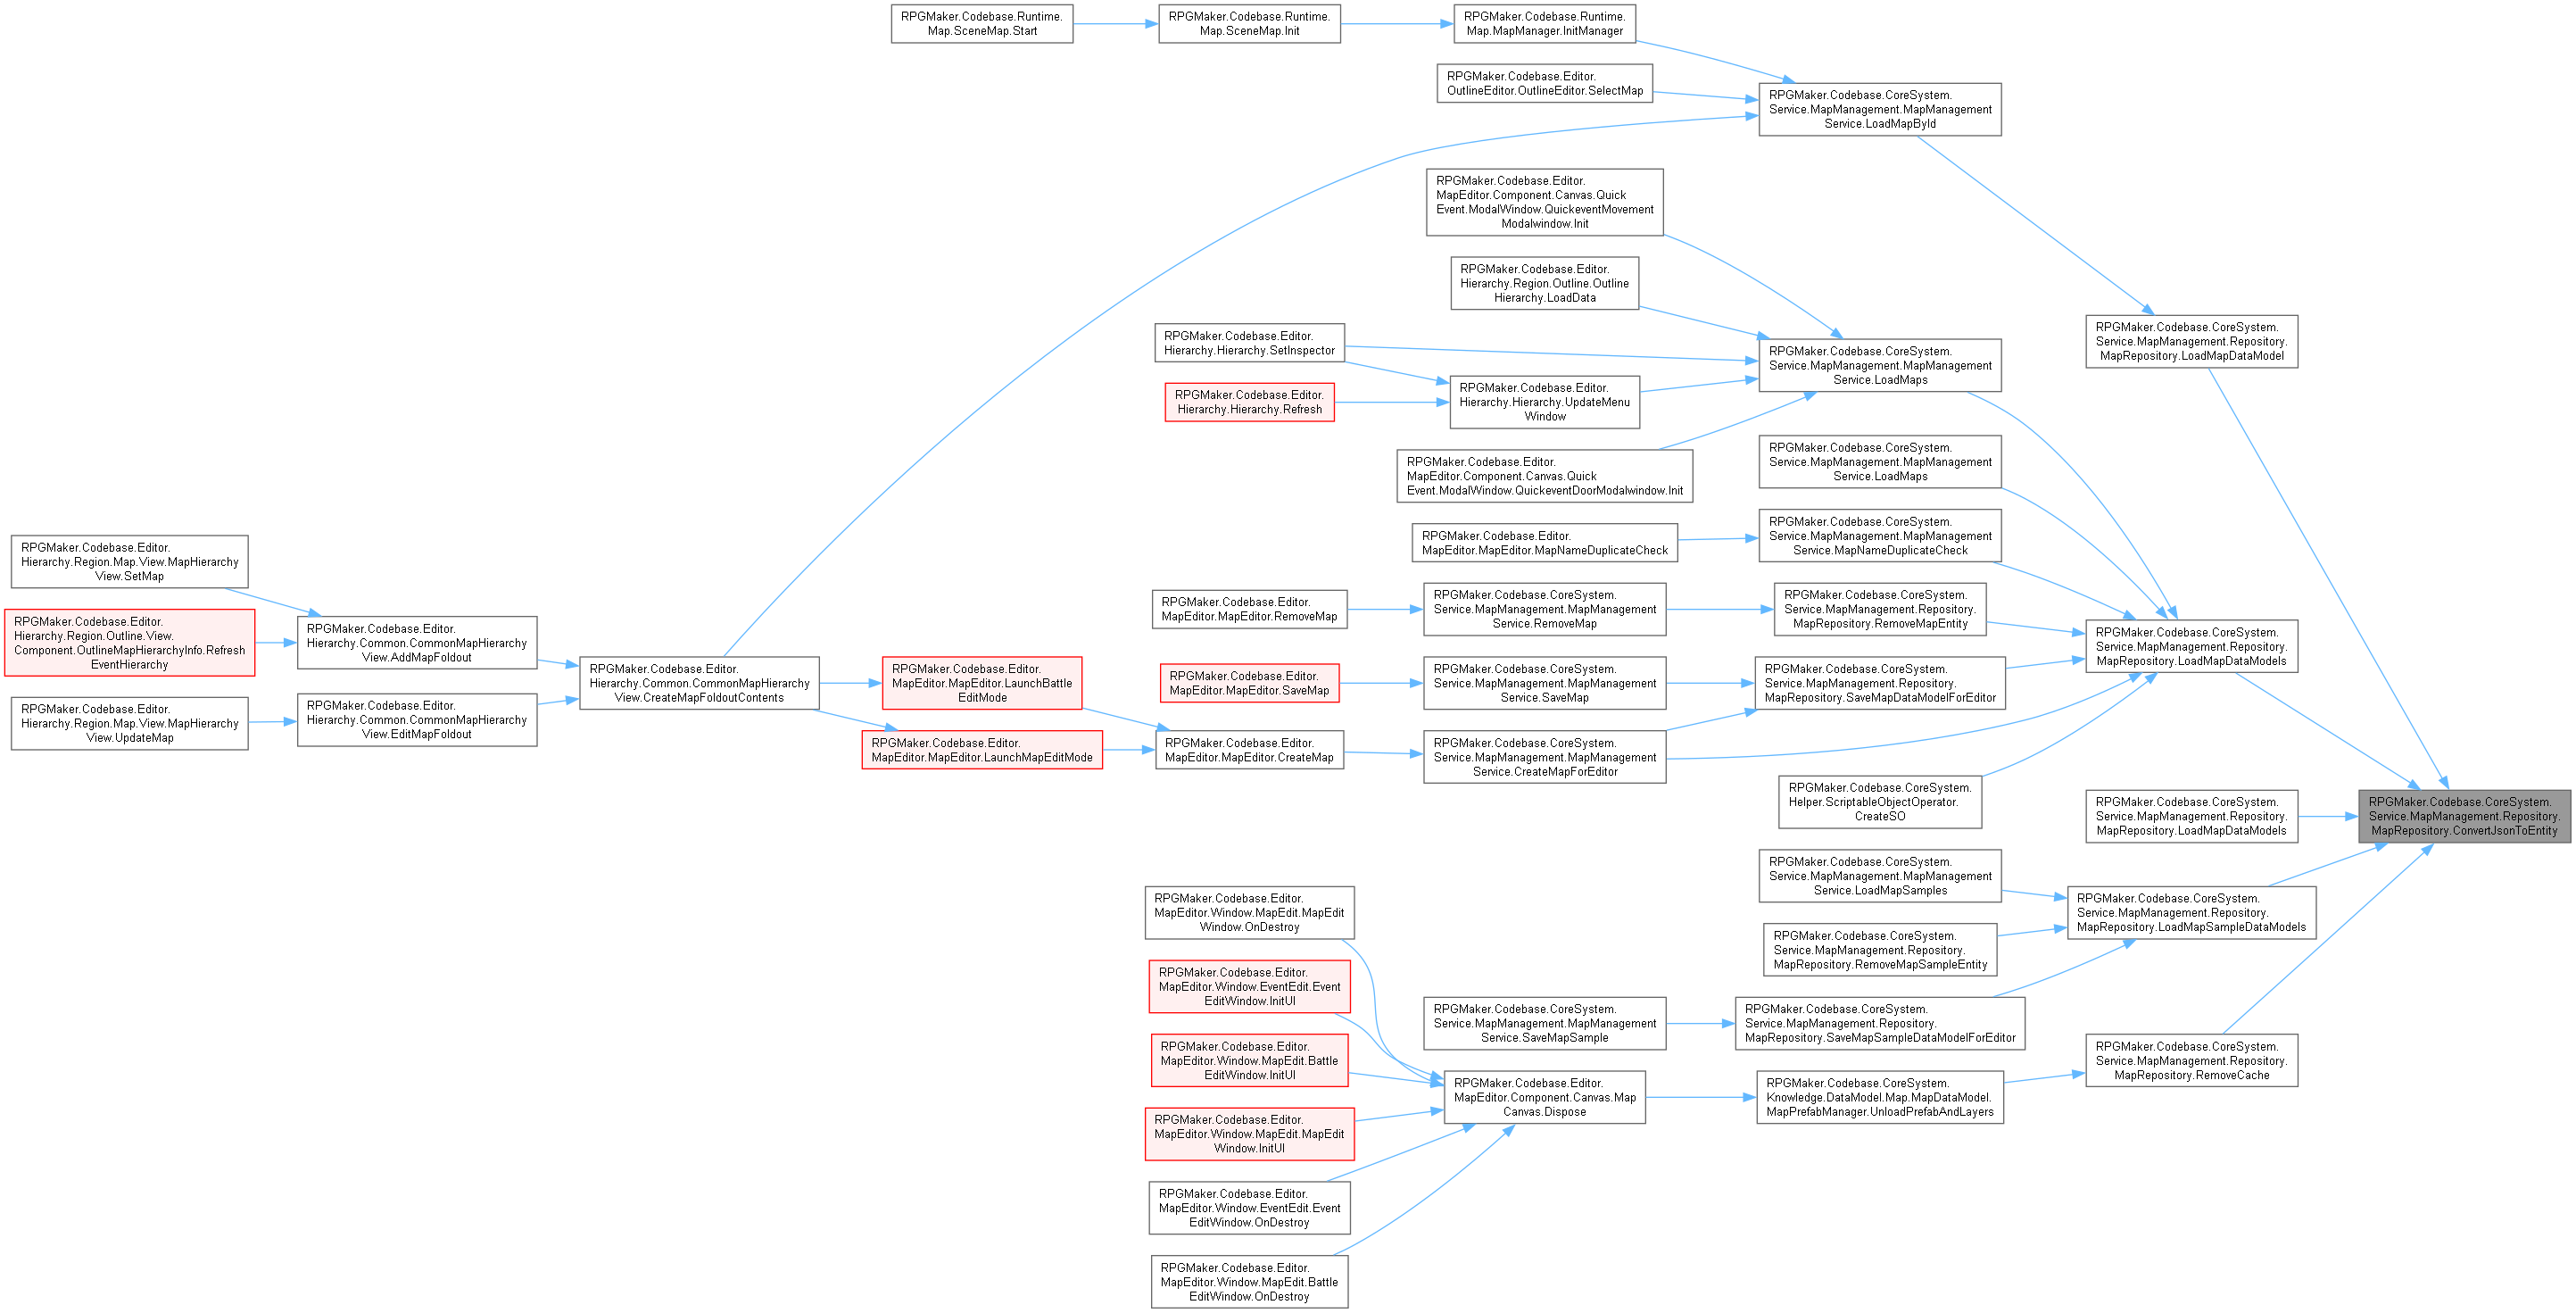 RPGMaker.Codebase.Runtime.
Map.SceneMap.Start
RPGMaker.Codebase.Runtime.
Map.SceneMap.Init
RPGMaker.Codebase.Runtime.
Map.MapManager.InitManager
RPGMaker.Codebase.Editor.
OutlineEditor.OutlineEditor.SelectMap
RPGMaker.Codebase.CoreSystem.
Service.MapManagement.MapManagement
Service.LoadMapById
RPGMaker.Codebase.Editor.
MapEditor.Component.Canvas.Quick
Event.ModalWindow.QuickeventMovement
Modalwindow.Init
RPGMaker.Codebase.Editor.
Hierarchy.Region.Outline.Outline
Hierarchy.LoadData
RPGMaker.Codebase.Editor.
Hierarchy.Hierarchy.SetInspector
RPGMaker.Codebase.Editor.
Hierarchy.Hierarchy.Refresh
RPGMaker.Codebase.Editor.
Hierarchy.Hierarchy.UpdateMenu
Window
RPGMaker.Codebase.CoreSystem.
Service.MapManagement.MapManagement
Service.LoadMaps
RPGMaker.Codebase.CoreSystem.
Service.MapManagement.Repository.
MapRepository.LoadMapDataModel
RPGMaker.Codebase.Editor.
MapEditor.Component.Canvas.Quick
Event.ModalWindow.QuickeventDoorModalwindow.Init
RPGMaker.Codebase.CoreSystem.
Service.MapManagement.MapManagement
Service.LoadMaps
RPGMaker.Codebase.Editor.
MapEditor.MapEditor.MapNameDuplicateCheck
RPGMaker.Codebase.CoreSystem.
Service.MapManagement.MapManagement
Service.MapNameDuplicateCheck
RPGMaker.Codebase.Editor.
Hierarchy.Region.Map.View.MapHierarchy
View.SetMap
RPGMaker.Codebase.Editor.
Hierarchy.Region.Outline.View.
Component.OutlineMapHierarchyInfo.Refresh
EventHierarchy
RPGMaker.Codebase.Editor.
Hierarchy.Region.Map.View.MapHierarchy
View.UpdateMap
RPGMaker.Codebase.Editor.
Hierarchy.Common.CommonMapHierarchy
View.AddMapFoldout
RPGMaker.Codebase.Editor.
Hierarchy.Common.CommonMapHierarchy
View.EditMapFoldout
RPGMaker.Codebase.Editor.
Hierarchy.Common.CommonMapHierarchy
View.CreateMapFoldoutContents
RPGMaker.Codebase.Editor.
MapEditor.MapEditor.LaunchBattle
EditMode
RPGMaker.Codebase.Editor.
MapEditor.MapEditor.LaunchMapEditMode
RPGMaker.Codebase.Editor.
MapEditor.MapEditor.RemoveMap
RPGMaker.Codebase.Editor.
MapEditor.MapEditor.SaveMap
RPGMaker.Codebase.Editor.
MapEditor.MapEditor.CreateMap
RPGMaker.Codebase.CoreSystem.
Service.MapManagement.MapManagement
Service.RemoveMap
RPGMaker.Codebase.CoreSystem.
Service.MapManagement.MapManagement
Service.SaveMap
RPGMaker.Codebase.CoreSystem.
Service.MapManagement.MapManagement
Service.CreateMapForEditor
RPGMaker.Codebase.CoreSystem.
Service.MapManagement.Repository.
MapRepository.RemoveMapEntity
RPGMaker.Codebase.CoreSystem.
Service.MapManagement.Repository.
MapRepository.SaveMapDataModelForEditor
RPGMaker.Codebase.CoreSystem.
Helper.ScriptableObjectOperator.
CreateSO
RPGMaker.Codebase.CoreSystem.
Service.MapManagement.Repository.
MapRepository.LoadMapDataModels
RPGMaker.Codebase.CoreSystem.
Service.MapManagement.Repository.
MapRepository.LoadMapDataModels
RPGMaker.Codebase.CoreSystem.
Service.MapManagement.Repository.
MapRepository.ConvertJsonToEntity
RPGMaker.Codebase.CoreSystem.
Service.MapManagement.MapManagement
Service.LoadMapSamples
RPGMaker.Codebase.CoreSystem.
Service.MapManagement.Repository.
MapRepository.LoadMapSampleDataModels
RPGMaker.Codebase.CoreSystem.
Service.MapManagement.Repository.
MapRepository.RemoveMapSampleEntity
RPGMaker.Codebase.CoreSystem.
Service.MapManagement.MapManagement
Service.SaveMapSample
RPGMaker.Codebase.CoreSystem.
Service.MapManagement.Repository.
MapRepository.SaveMapSampleDataModelForEditor
RPGMaker.Codebase.CoreSystem.
Service.MapManagement.Repository.
MapRepository.RemoveCache
RPGMaker.Codebase.CoreSystem.
Knowledge.DataModel.Map.MapDataModel.
MapPrefabManager.UnloadPrefabAndLayers
RPGMaker.Codebase.Editor.
MapEditor.Component.Canvas.Map
Canvas.Dispose
RPGMaker.Codebase.Editor.
MapEditor.Window.MapEdit.MapEdit
Window.OnDestroy
RPGMaker.Codebase.Editor.
MapEditor.Window.EventEdit.Event
EditWindow.InitUI
RPGMaker.Codebase.Editor.
MapEditor.Window.MapEdit.Battle
EditWindow.InitUI
RPGMaker.Codebase.Editor.
MapEditor.Window.MapEdit.MapEdit
Window.InitUI
RPGMaker.Codebase.Editor.
MapEditor.Window.EventEdit.Event
EditWindow.OnDestroy
RPGMaker.Codebase.Editor.
MapEditor.Window.MapEdit.Battle
EditWindow.OnDestroy